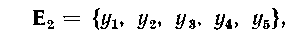 E₂ = {y₁, y₂, y₃, y₄, y₅},